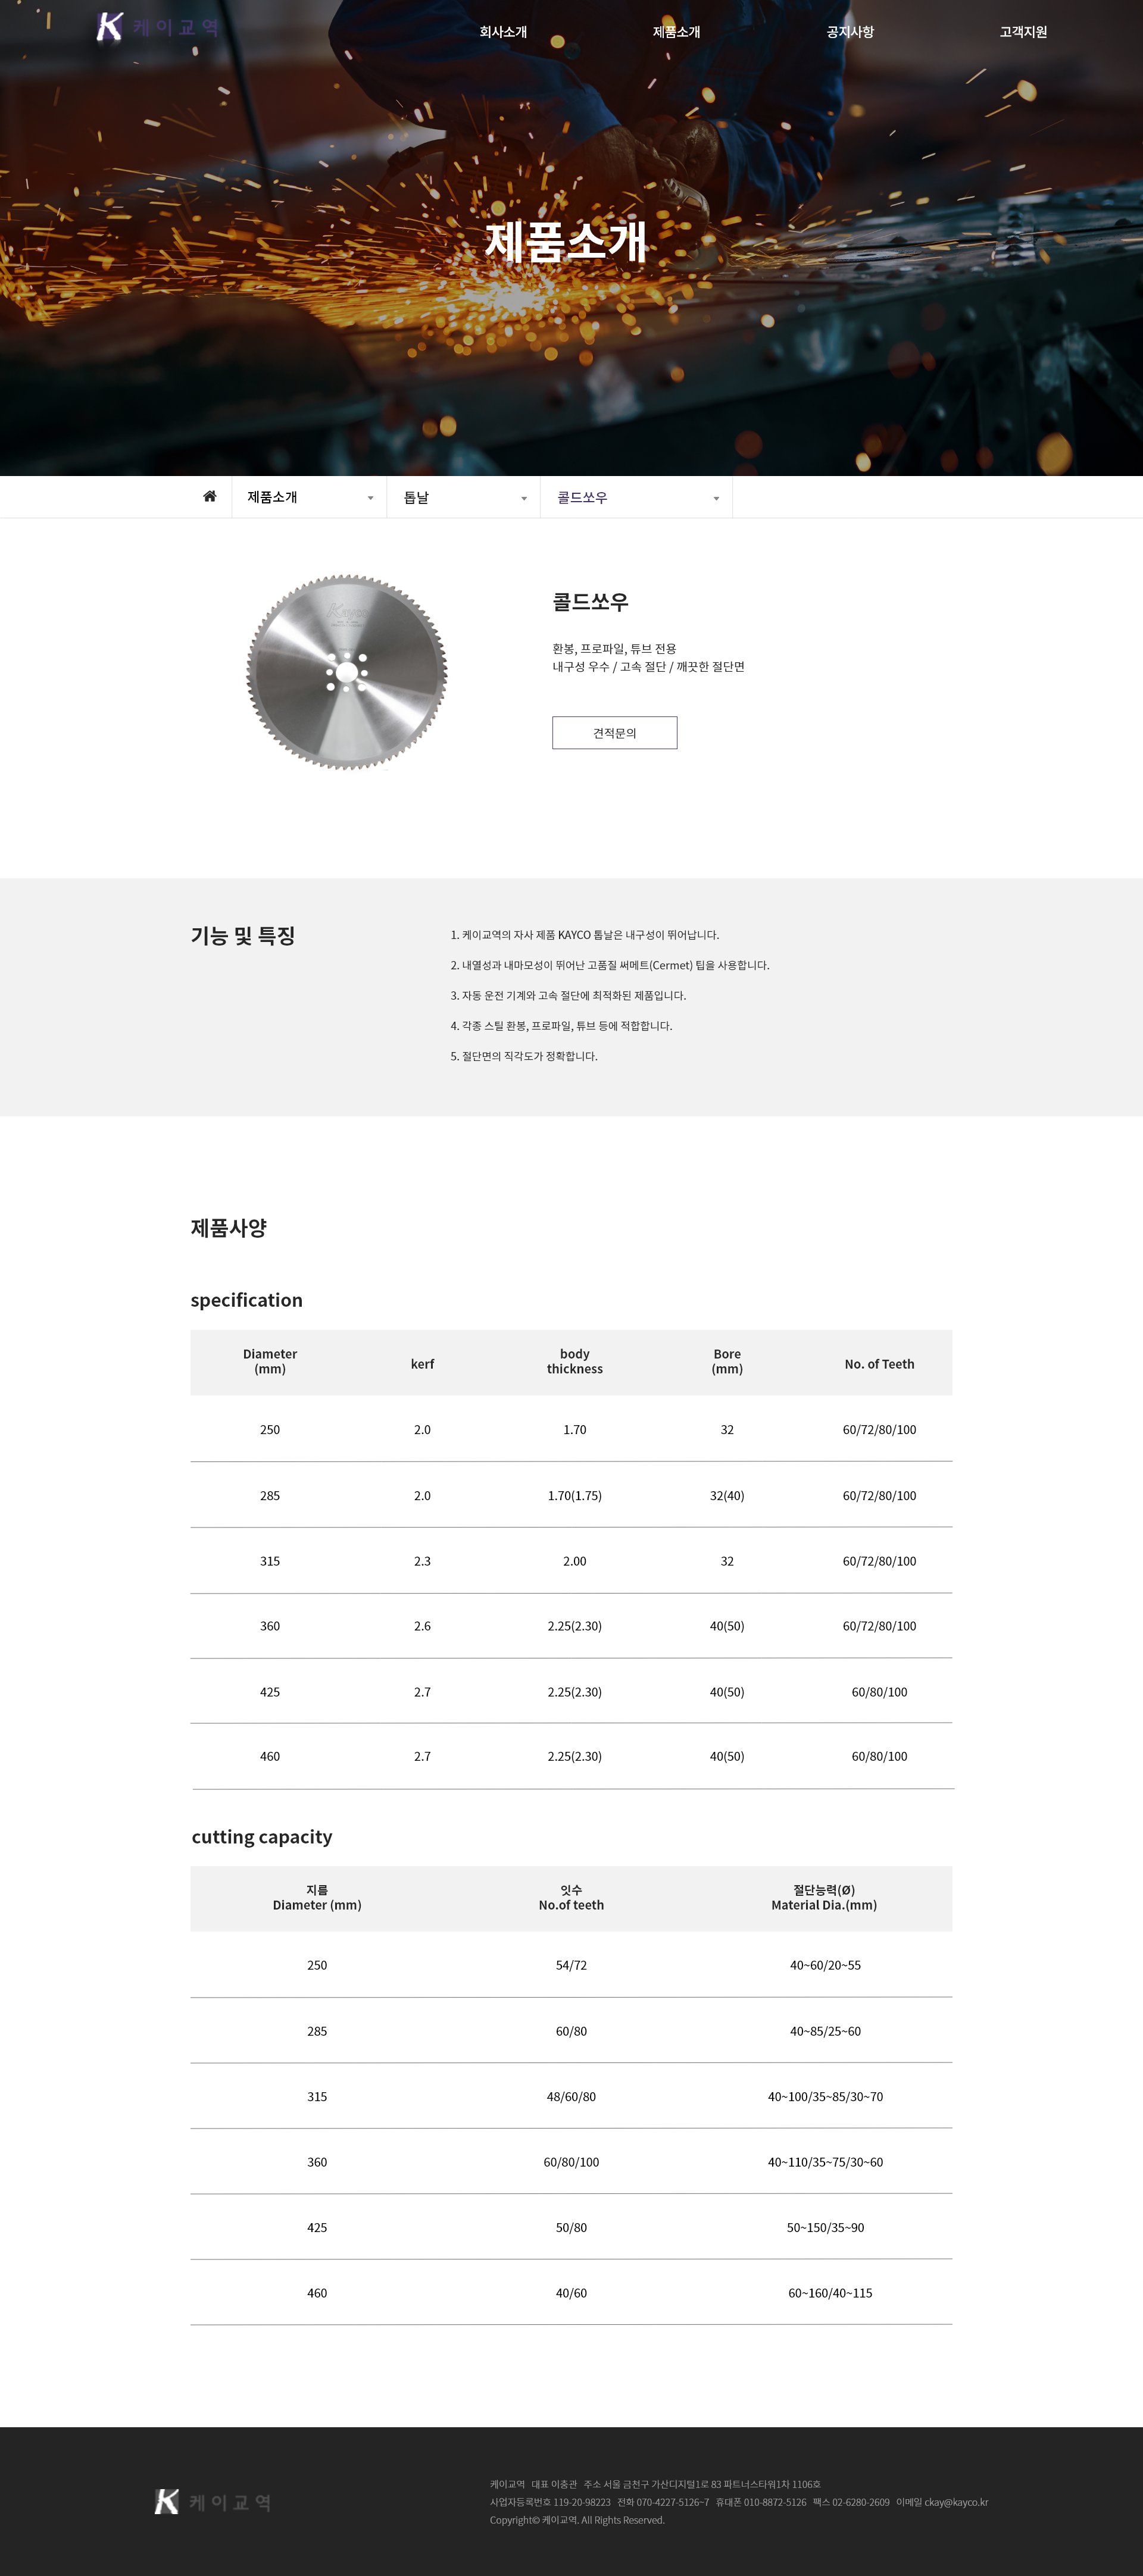 케이교역
회사소개 제품소개 공지사항 고객지원
제품소개
제품소개 톱날 콜드쏘우
KAYCO
콜드쏘우
환봉, 프로파일, 튜브 전용
내구성 우수 / 고속 절단 / 깨끗한 절단면
견적문의
기능 및 특징
1. 케이교역의 자사 제품 KAYCO 톱날은 내구성이 뛰어납니다.
2. 내열성과 내마모성이 뛰어난 고품질 써메트(Cermet) 팁을 사용합니다.
3. 자동 운전 기계와 고속 절단에 최적화된 제품입니다.
4. 각종 스틸 환봉, 프로파일, 튜브 등에 적합합니다.
5. 절단면의 직각도가 정확합니다.
제품사양
specification
Diameter (mm) kerf body thickness Bore (mm) No. of Teeth
250 2.0 1.70 32 60/72/80/100
285 2.0 1.70(1.75) 32(40) 60/72/80/100
315 2.3 2.00 32 60/72/80/100
360 2.6 2.25(2.30) 40(50) 60/72/80/100
425 2.7 2.25(2.30) 40(50) 60/80/100
460 2.7 2.25(2.30) 40(50) 60/80/100
cutting capacity
지름 잇수 절단능력(Ø)
Diameter (mm) No.of teeth Material Dia.(mm)
250 54/72 40~60/20~55
285 60/80 40~85/25~60
315 48/60/80 40~100/35~85/30~70
360 60/80/100 40~110/35~75/30~60
425 50/80 50~150/35~90
460 40/60 60~160/40~115
케이교역
케이교역 대표 이충관 주소 서울 금천구 가산디지털1로 83 파트너스타워1차 1106호
사업자등록번호 119-20-98223 전화 070-4227-5126~7 휴대폰 010-8872-5126 팩스 02-6280-2609 이메일 ckay@kayco.kr
Copyright© 케이교역. All Rights Reserved.